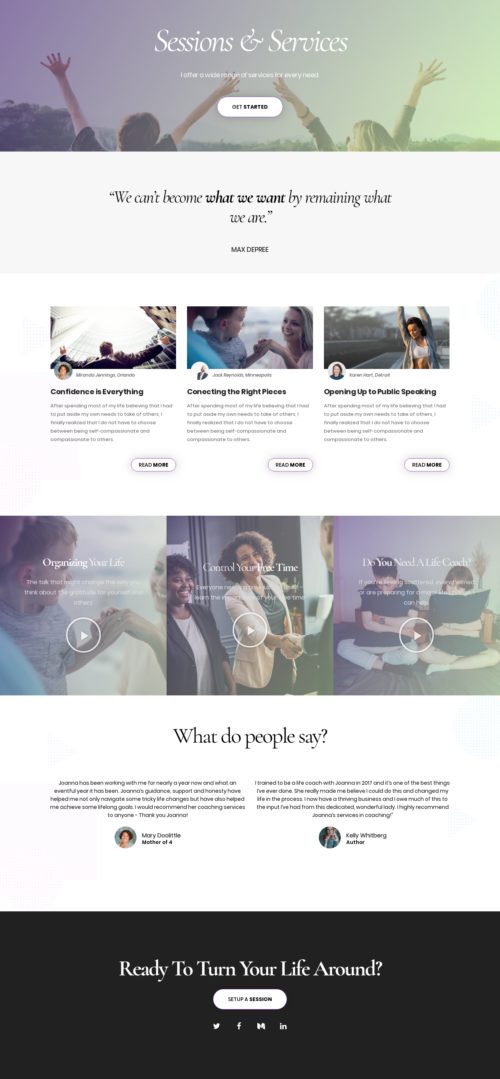 Sessions & Services
I offer a wide range of services for every need
GET STARTED
“We can’t become what we want by remaining what
we are.”
MAX DEPREE
Miranda Jennings, Orlando
Confidence is Everything
After spending most of my life believing that I had
to put aside my own needs to take of others, I
finally realized that I do not have to choose
between being self-compassionate and
compassionate to others.
READ MORE
Jack Reynolds, Minneapolis
Conecting the Right Pieces
After spending most of my life believing that I had
to put aside my own needs to take of others, I
finally realized that I do not have to choose
between being self-compassionate and
compassionate to others.
READ MORE
Karen Hart, Detroit
Opening Up to Public Speaking
After spending most of my life believing that I had
to put aside my own needs to take of others, I
finally realized that I do not have to choose
between being self-compassionate and
compassionate to others.
READ MORE
Organizing Your Life
The talk that might change the way you
think about the gratitude for yourself and
others
Control Your Free Time
Everyone needs
learn the time
Do You Need A Life Coach?
If you're feeling scattered, overwhelmed
or are preparing for a major life
can help
What do people say?
Joanna has been working with me for nearly a year now and what an
eventful year it has been. Joanna's guidance, support and honesty have
helped me not only navigate some tricky life changes but have also helped
me achieve some lifelong goals. I would recommend her coaching services
to anyone - Thank you Joanna!
Mary Doolittle
Mother of 4
I trained to be a life coach with Joanna in 2017 and it's one of the best things
I've ever done. She really made me believe I could do this and changed my
life in the process. I now have a thriving business and I owe much of this to
the input I've had from this dedicated, wonderful lady. I highly recommend
Joanna's services in coaching!"
Kelly Whitberg
Author
Ready To Turn Your Life Around?
SETUP A SESSION